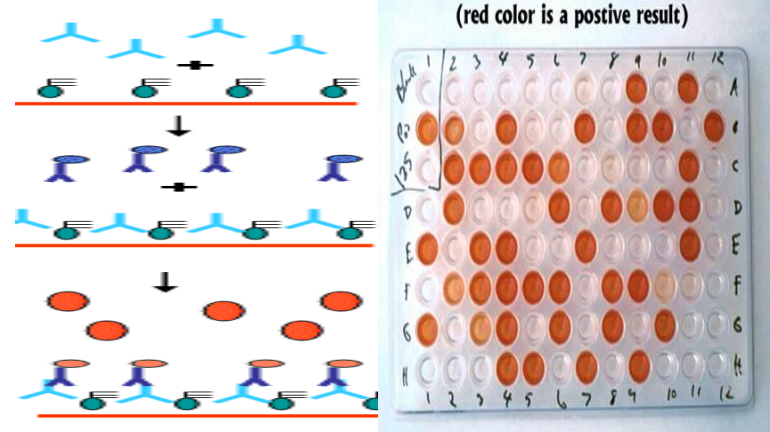 (red color is a postive result)
1 2 3 4 5 6 7 8 9 10 11 12
Blank A
Pos
C
D D
E E
F F
G G
H H
1 2 3 4 5 6 7 8 9 10 11 12